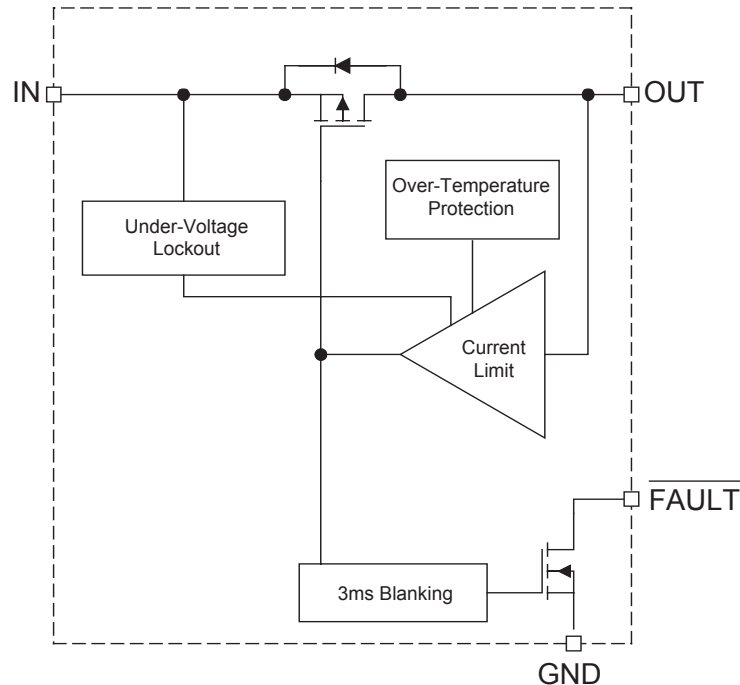 IN
OUT
Over-Temperature
Protection
Under-Voltage
Lockout
Current
Limit
FAULT
3ms Blanking
GND